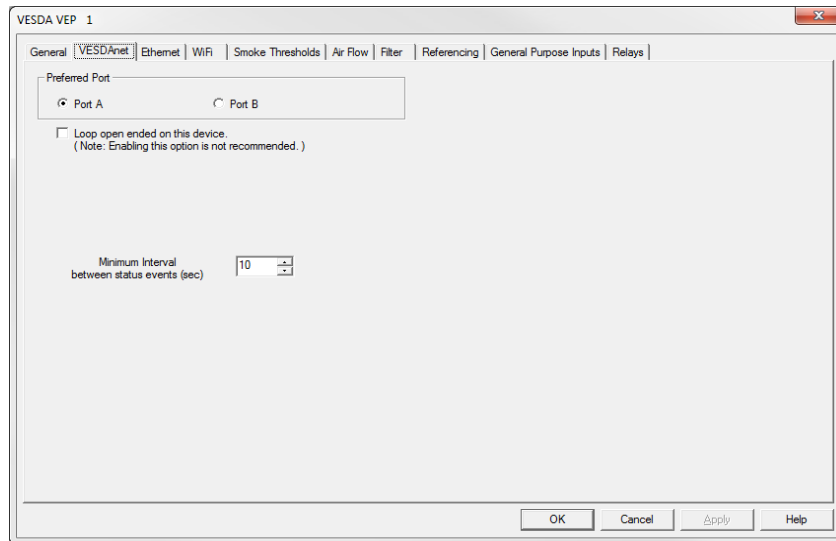 VESDA VEP 1
General VESDAnet Ethernet WiFi Smoke Thresholds Air Flow Filter Referencing General Purpose Inputs Relays
Preferred Port
Port A Port B
Loop open ended on this device.
( Note: Enabling this option is not recommended. )
Minimum Interval
between status events (sec)
10
OK Cancel Apply Help